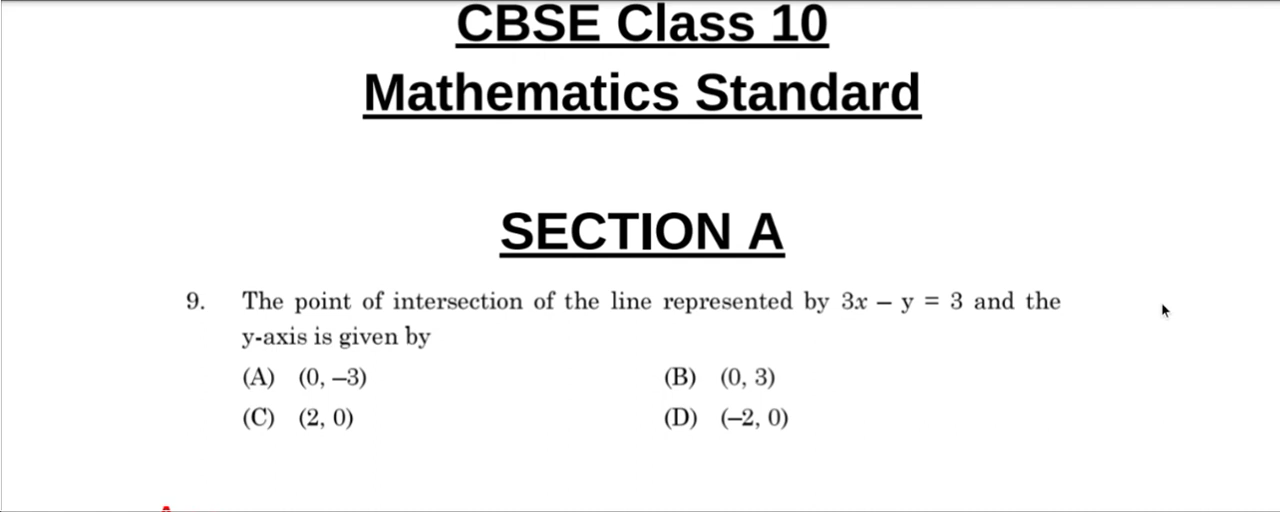 CBSE Class 10
Mathematics Standard
SECTION A
9. The point of intersection of the line represented by 3x – y = 3 and the
y-axis is given by
(A) (0, –3) (B) (0, 3)
(C) (2, 0) (D) (–2, 0)